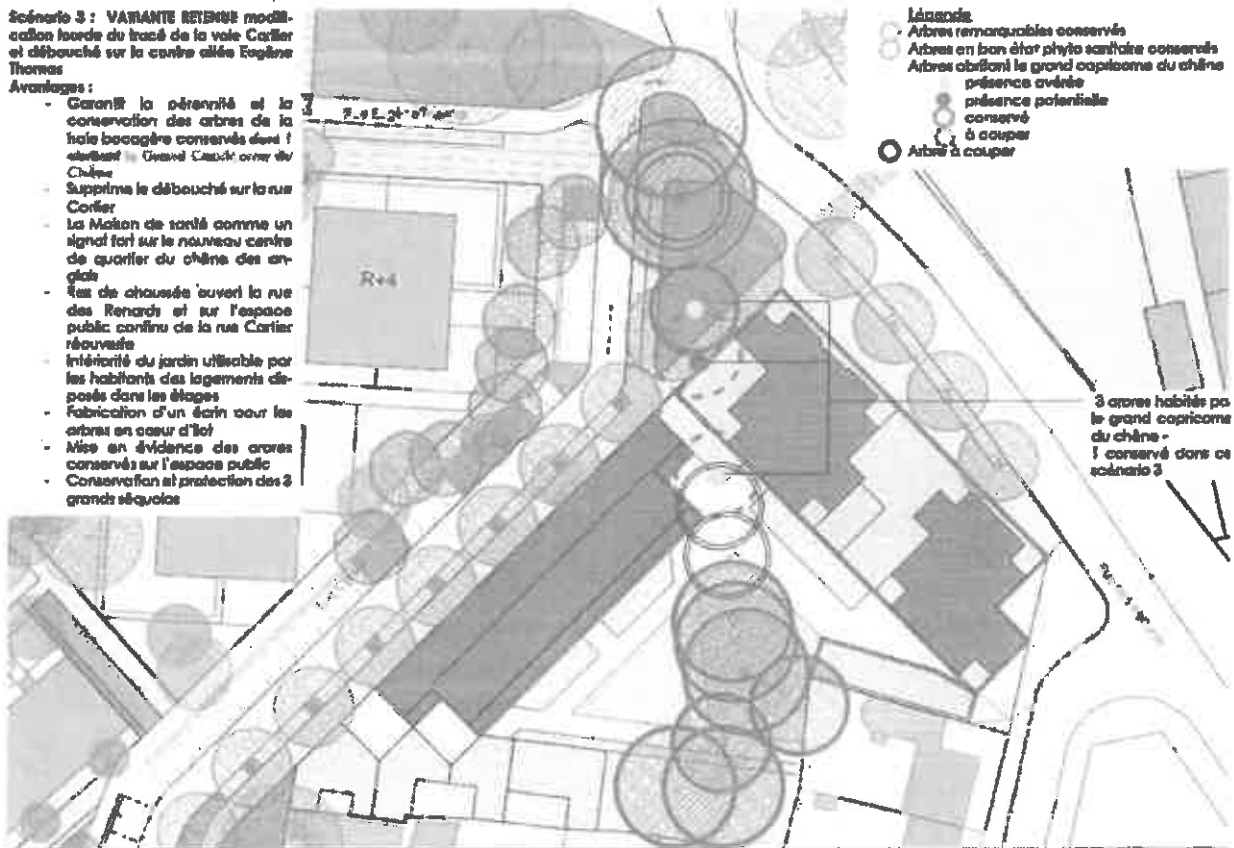 Scénario 3 : VARIANTE RETENUE modifi-
cation lourde du tracé de la voie Cartier
et débouché sur la contre allée Eugène
Thomas
Avantages :
- Garantit la pérennité et la
conservation des arbres de la
haie bocagère conservés dont 1
abritant le Grand Capricorne du
Chêne
- Supprime le débouché sur la rue
Cartier
- La Maison de santé comme un
signal fort sur le nouveau centre
de quartier du chêne des an-
glais
- Rez de chaussée ouvert la rue
des Renards et sur l'espace
public continu de la rue Cartier
réouverte
- Intériorité du jardin utilisable par
les habitants des logements dis-
posés dans les étages
- Fabrication d'un écrin pour les
arbres en coeur d'îlot
- Mise en évidence des arbres
conservés sur l'espace public
- Conservation et protection des 3
grands séquoias
R+4
Légende
Arbres remarquables conservés
Arbres en bon état phyto sanitaire conservés
Arbres abritant le grand capricorne du chêne
présence avérée
présence potentielle
conservé
à couper
Arbre à couper
3 arbres habités pa
le grand capricorne
du chêne -
1 conservé dans ce
scénario 3